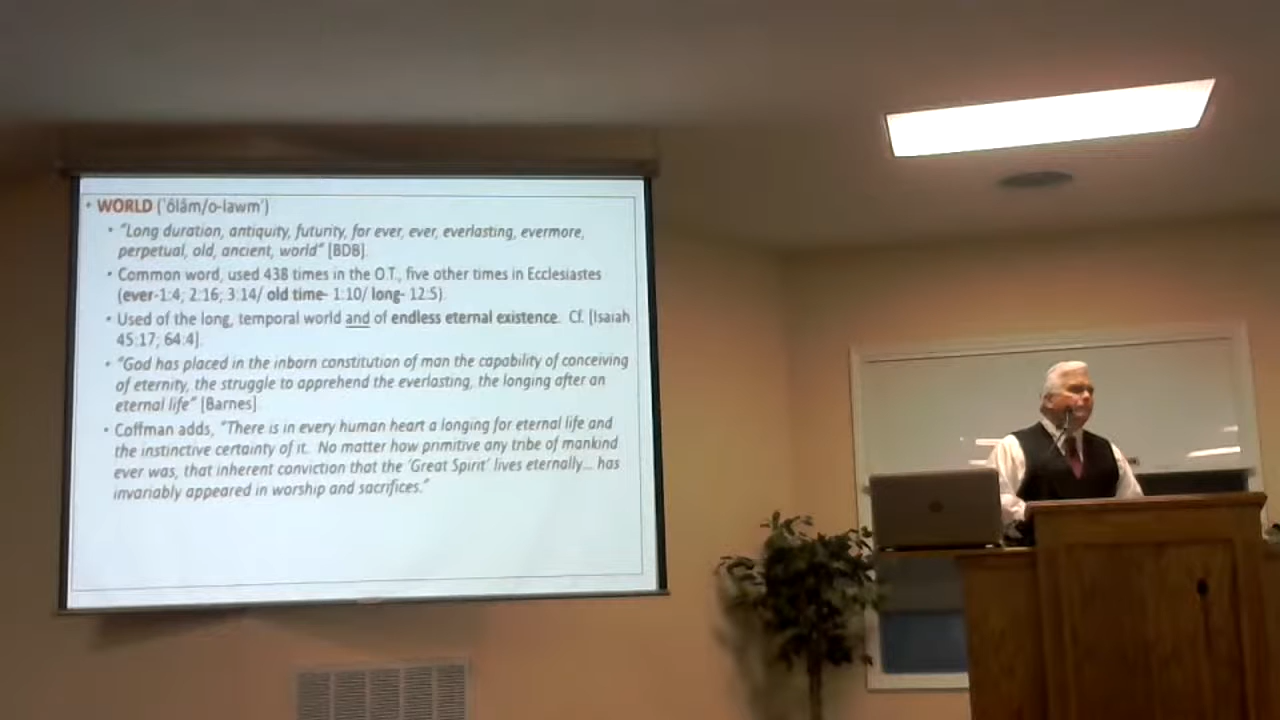 • WORLD ('ôlâm/o-lawm')
• "Long duration, antiquity, futurity, for ever, ever, everlasting, evermore,
perpetual, old, ancient, world" [BDB].
• Common word, used 438 times in the O.T., five other times in Ecclesiastes
(ever-1:4; 2:16; 3:14/ old time- 1:10/ long- 12:5).
• Used of the long, temporal world and of endless eternal existence. Cf. [Isaiah
45:17; 64:4].
• "God has placed in the inborn constitution of man the capability of conceiving
of eternity, the struggle to apprehend the everlasting, the longing after an
eternal life" [Barnes].
• Coffman adds, "There is in every human heart a longing for eternal life and
the instinctive certainty of it. No matter how primitive any tribe of mankind
ever was, that inherent conviction that the 'Great Spirit' lives eternally... has
invariably appeared in worship and sacrifices."